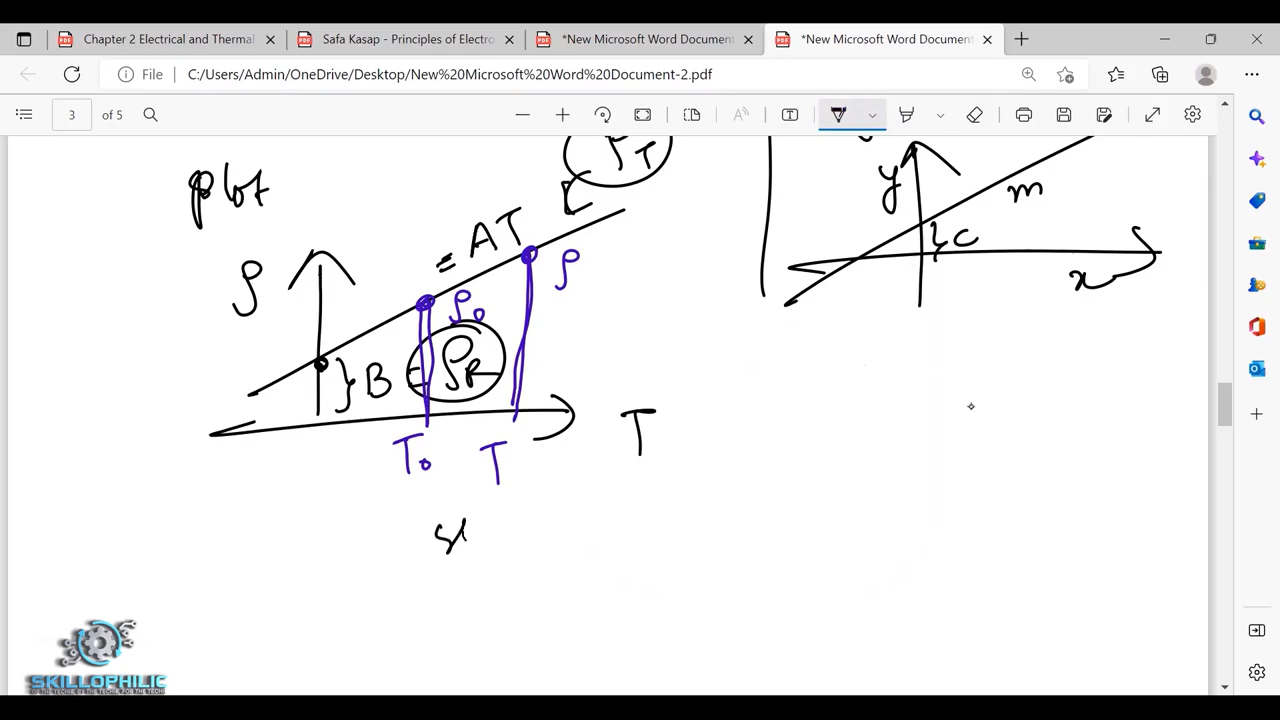 Chapter 2 Electrical and Thermal
Safa Kasap - Principles of Electro
*New Microsoft Word Document
*New Microsoft Word Document
File
C:/Users/Admin/OneDrive/Desktop/New%20Microsoft%20Word%20Document-2.pdf
3 of 5
plot
ρT
= AT
ρ
ρ
ρ0
} B
ρR
T
T0
T
y
m
} C
x
SKILLOPHILIC